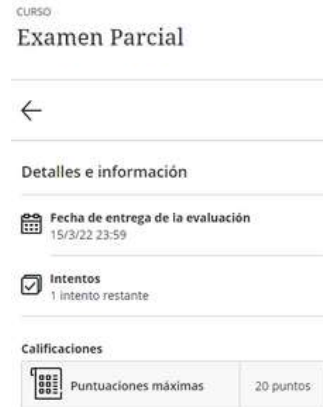 CURSO
Examen Parcial
Detalles e información
Fecha de entrega de la evaluación
15/3/22 23:59
Intentos
1 intento restante
Calificaciones
Puntuaciones máximas 20 puntos